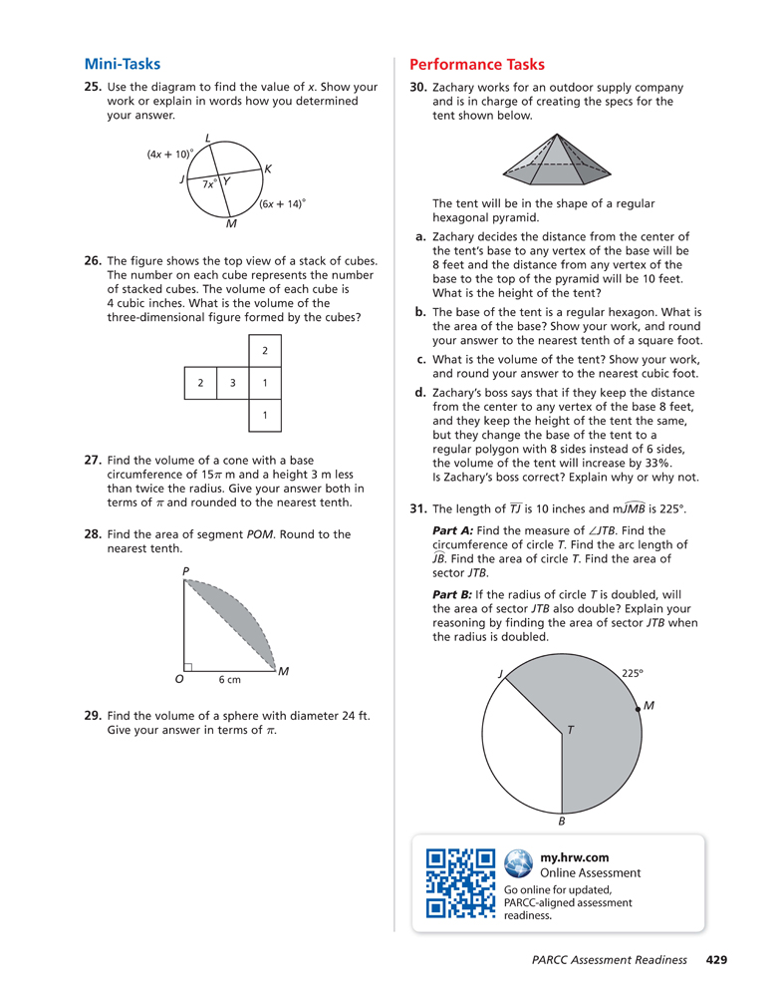 Mini-Tasks
25. Use the diagram to find the value of x. Show your
work or explain in words how you determined
your answer.
L
(4x + 10)°
K
J
7x°
Y
(6x + 14)°
M
26. The figure shows the top view of a stack of cubes.
The number on each cube represents the number
of stacked cubes. The volume of each cube is
4 cubic inches. What is the volume of the
three-dimensional figure formed by the cubes?
2
2 3 1
1
27. Find the volume of a cone with a base
circumference of 15π m and a height 3 m less
than twice the radius. Give your answer both in
terms of π and rounded to the nearest tenth.
28. Find the area of segment POM. Round to the
nearest tenth.
P
O
6 cm
M
29. Find the volume of a sphere with diameter 24 ft.
Give your answer in terms of π.
Performance Tasks
30. Zachary works for an outdoor supply company
and is in charge of creating the specs for the
tent shown below.
The tent will be in the shape of a regular
hexagonal pyramid.
a. Zachary decides the distance from the center of
the tent's base to any vertex of the base will be
8 feet and the distance from any vertex of the
base to the top of the pyramid will be 10 feet.
What is the height of the tent?
b. The base of the tent is a regular hexagon. What is
the area of the base? Show your work, and round
your answer to the nearest tenth of a square foot.
c. What is the volume of the tent? Show your work,
and round your answer to the nearest cubic foot.
d. Zachary's boss says that if they keep the distance
from the center to any vertex of the base 8 feet,
and they keep the height of the tent the same,
but they change the base of the tent to a
regular polygon with 8 sides instead of 6 sides,
the volume of the tent will increase by 33%.
Is Zachary's boss correct? Explain why or why not.
31. The length of TJ is 10 inches and mJMB is 225°.
Part A: Find the measure of ∠JTB. Find the
circumference of circle T. Find the arc length of
JB. Find the area of circle T. Find the area of
sector JTB.
Part B: If the radius of circle T is doubled, will
the area of sector JTB also double? Explain your
reasoning by finding the area of sector JTB when
the radius is doubled.
J
225°
M
T
B
my.hrw.com
Online Assessment
Go online for updated,
PARCC-aligned assessment
readiness.
PARCC Assessment Readiness 429